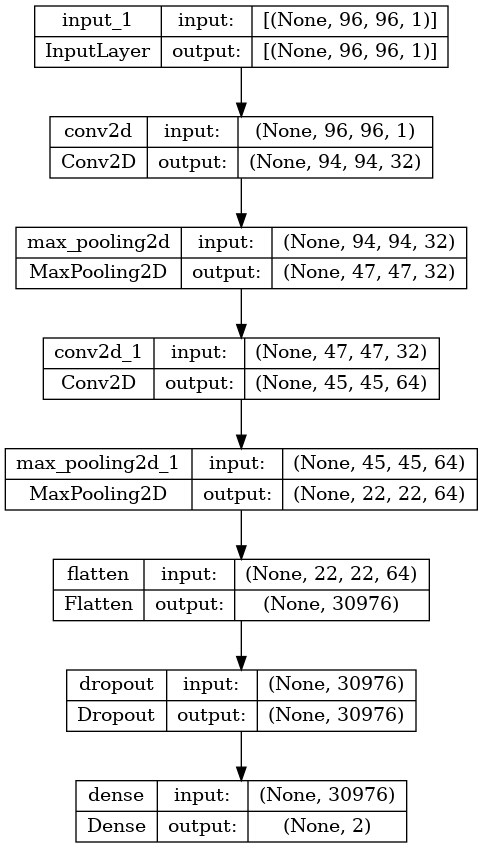 input_1 input: [(None, 96, 96, 1)]
InputLayer output: [(None, 96, 96, 1)]
conv2d input: (None, 96, 96, 1)
Conv2D output: (None, 94, 94, 32)
max_pooling2d input: (None, 94, 94, 32)
MaxPooling2D output: (None, 47, 47, 32)
conv2d_1 input: (None, 47, 47, 32)
Conv2D output: (None, 45, 45, 64)
max_pooling2d_1 input: (None, 45, 45, 64)
MaxPooling2D output: (None, 22, 22, 64)
flatten input: (None, 22, 22, 64)
Flatten output: (None, 30976)
dropout input: (None, 30976)
Dropout output: (None, 30976)
dense input: (None, 30976)
Dense output: (None, 2)